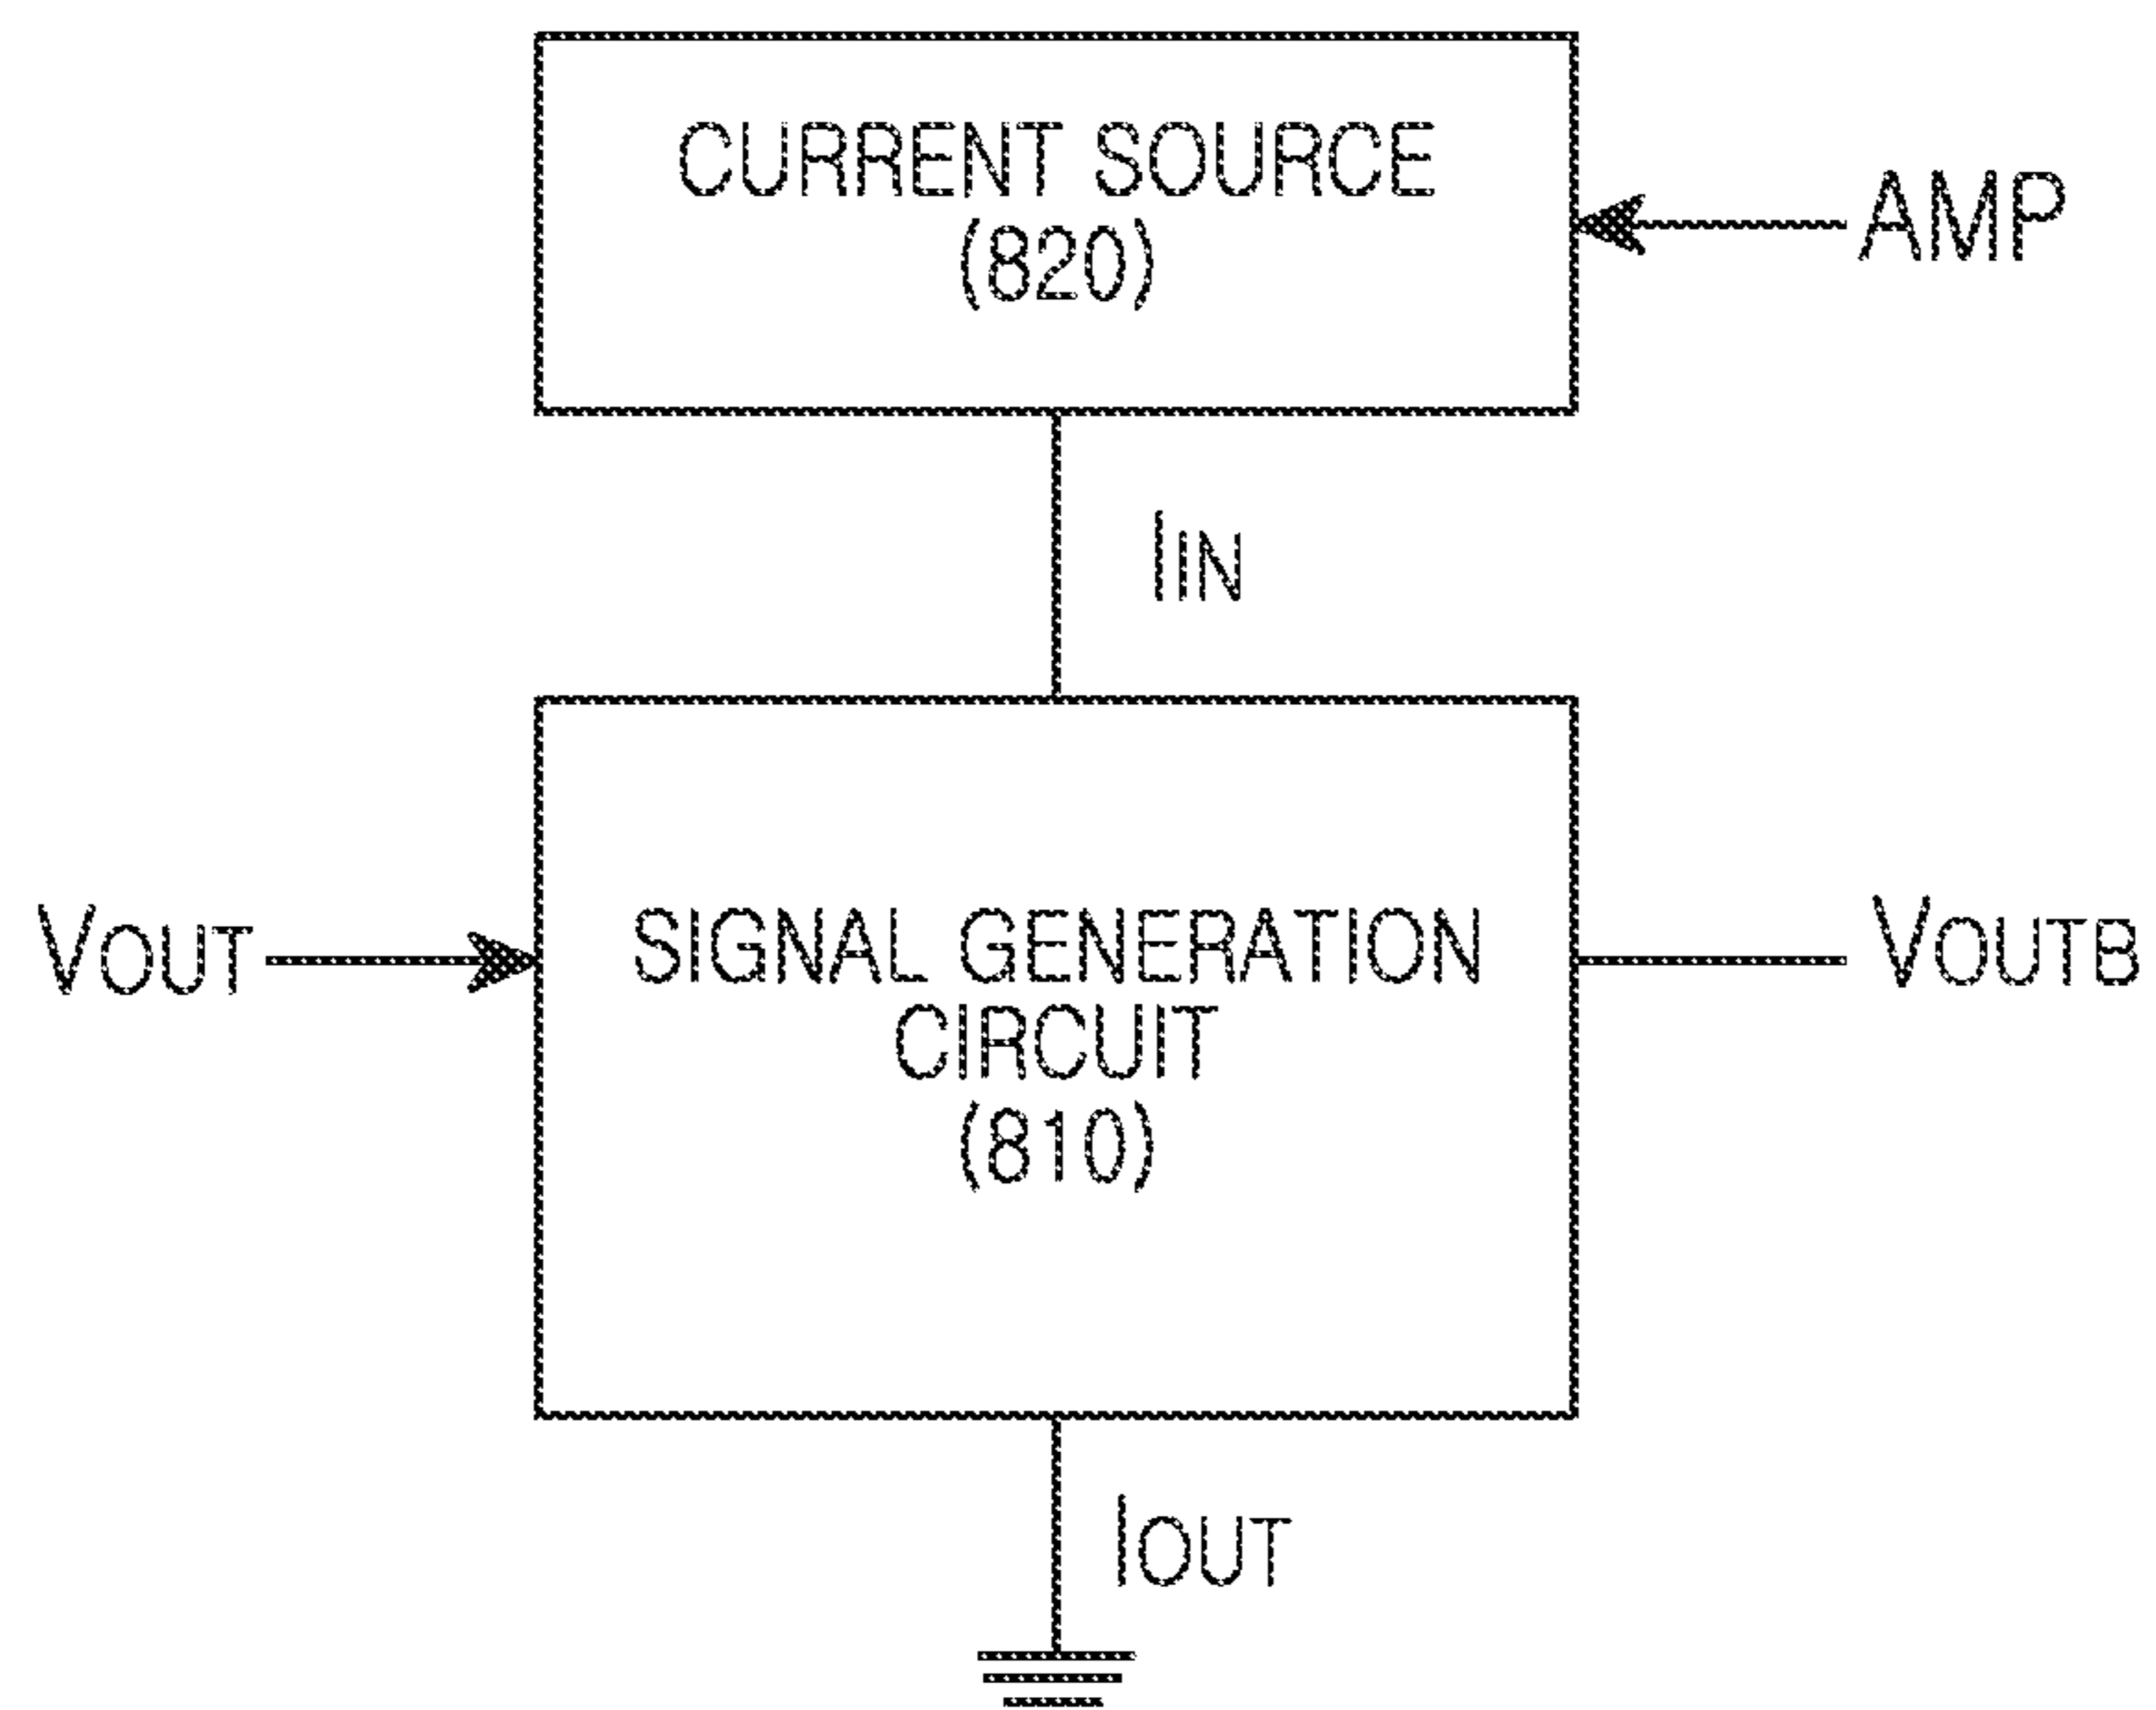 CURRENT SOURCE
(820)
AMP
IIN
VOUT
SIGNAL GENERATION
CIRCUIT
(810)
VOUTB
IOUT